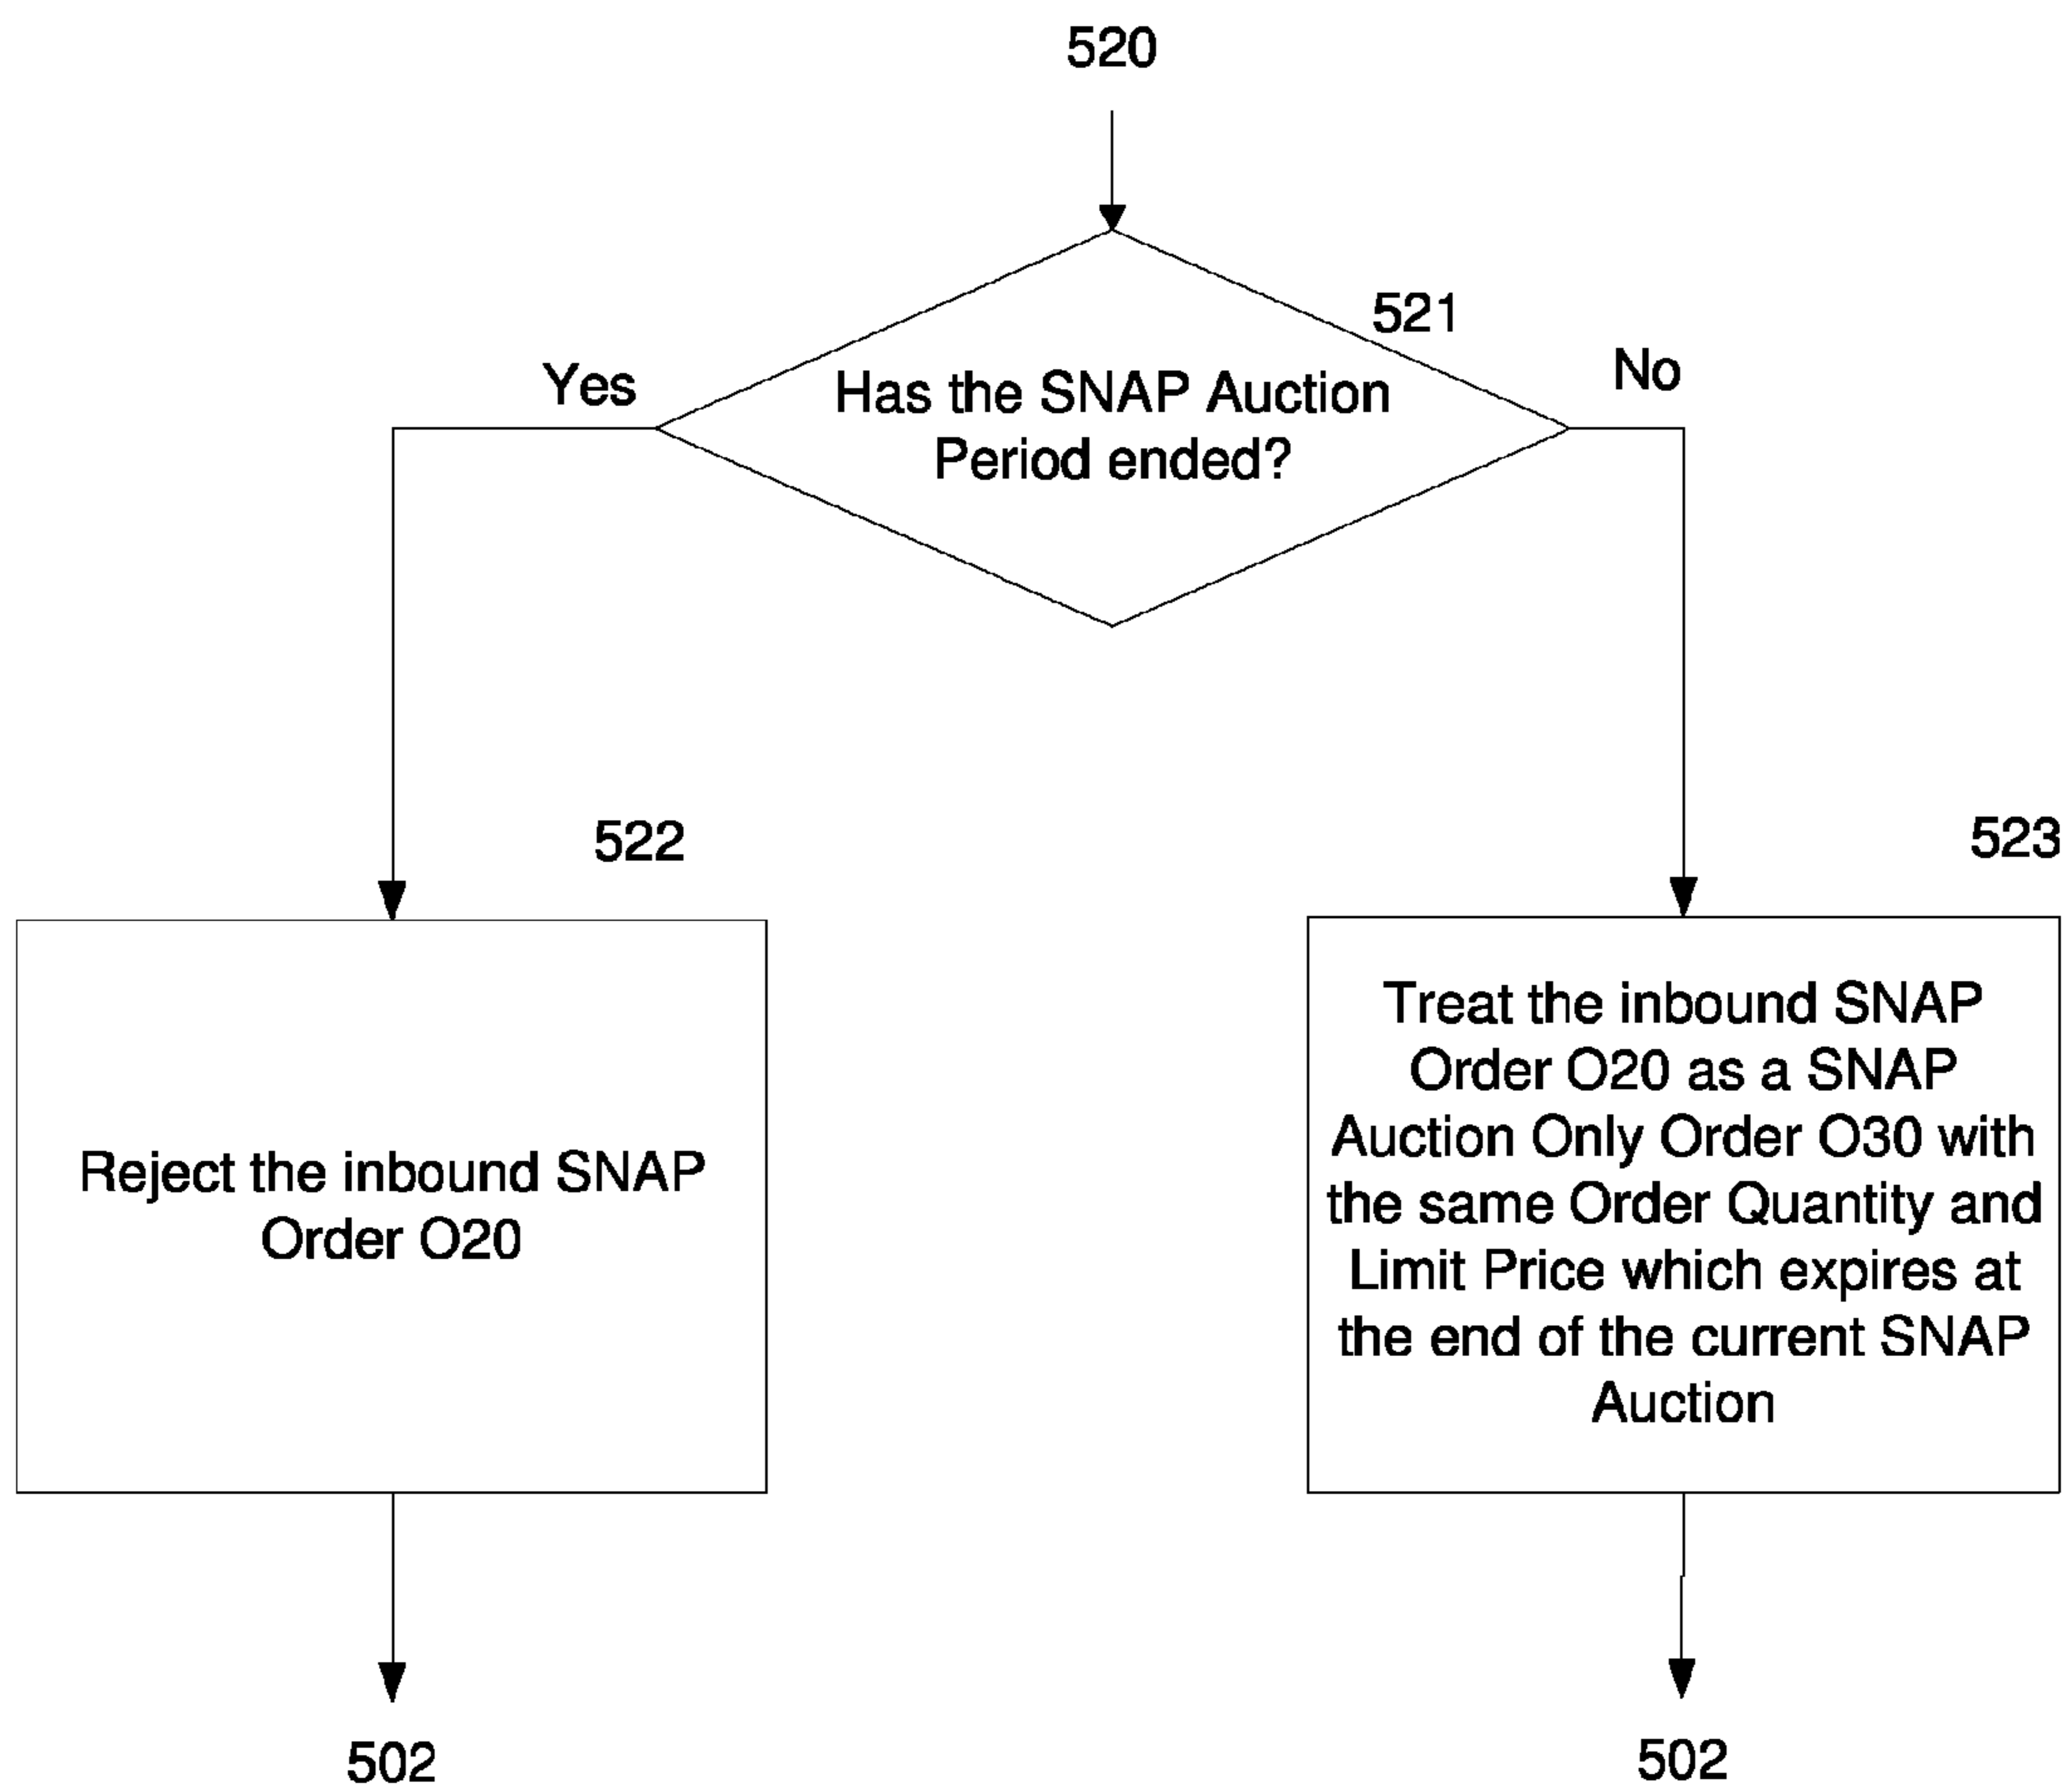 520
521
Yes
No
Has the SNAP Auction
Period ended?
522
523
Reject the inbound SNAP
Order O20
Treat the inbound SNAP
Order O20 as a SNAP
Auction Only Order O30 with
the same Order Quantity and
Limit Price which expires at
the end of the current SNAP
Auction
502
502